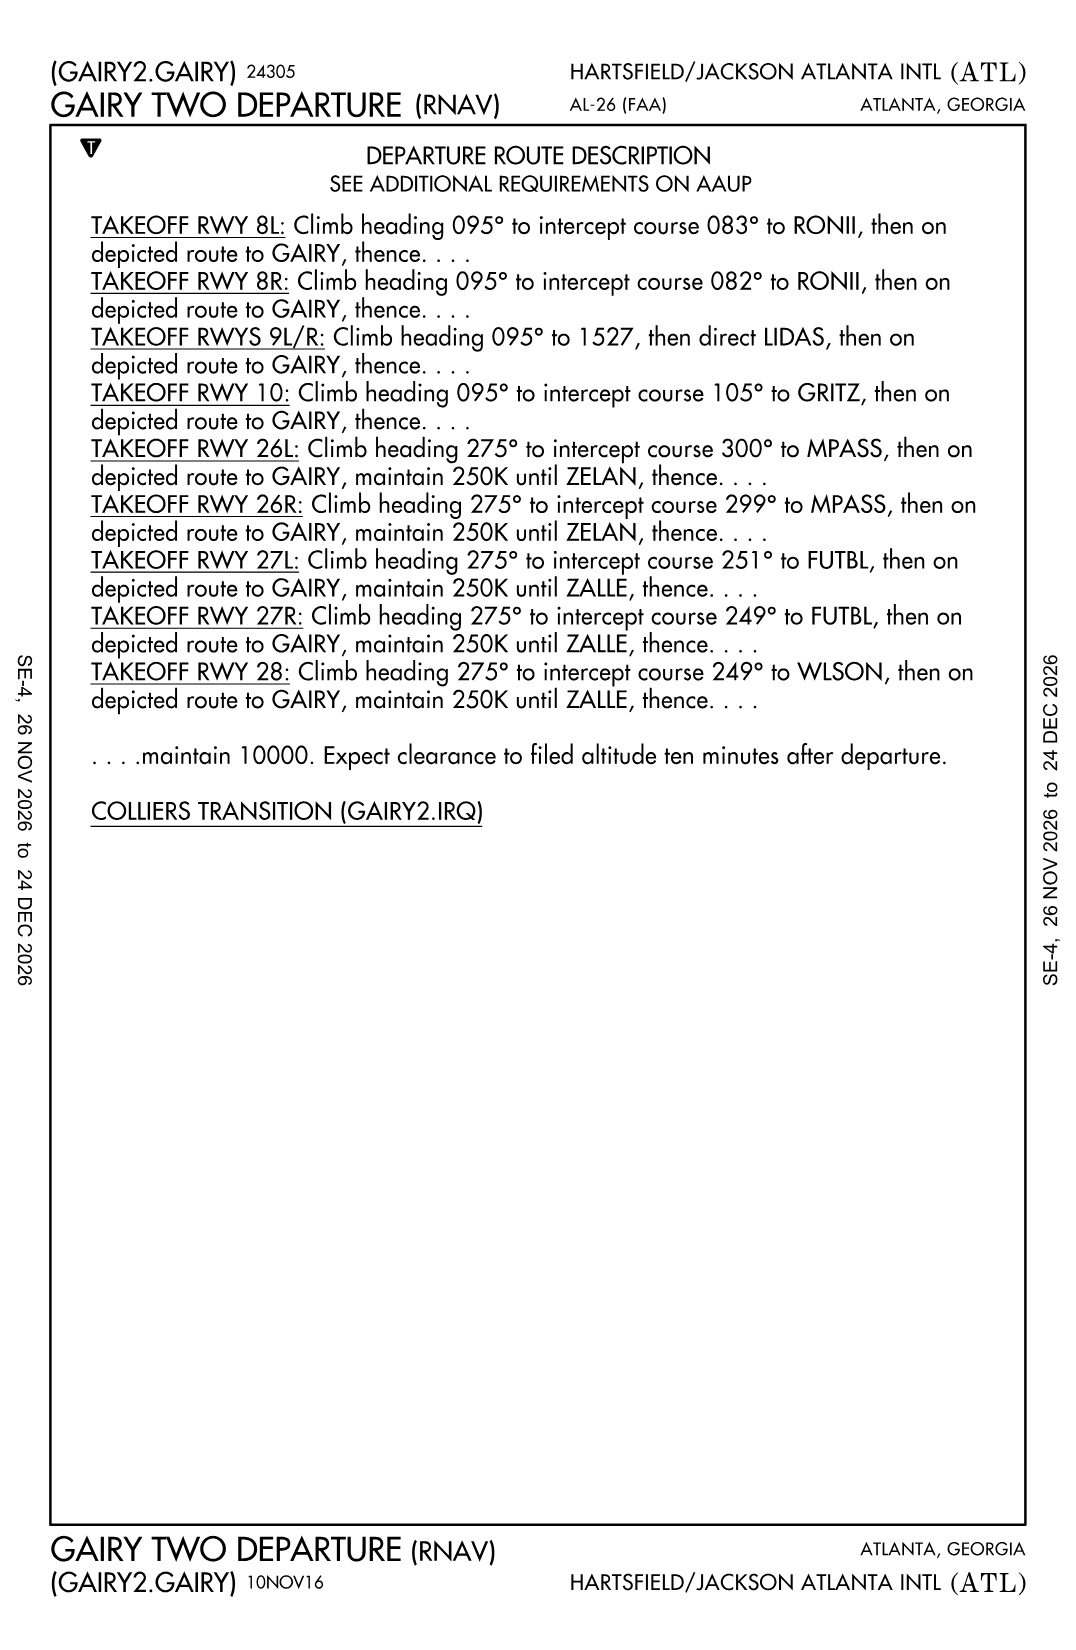 (GAIRY2.GAIRY) 24305
HARTSFIELD/JACKSON ATLANTA INTL (ATL)
GAIRY TWO DEPARTURE (RNAV)
AL-26 (FAA)
ATLANTA, GEORGIA
T
DEPARTURE ROUTE DESCRIPTION
SEE ADDITIONAL REQUIREMENTS ON AAUP
TAKEOFF RWY 8L: Climb heading 095° to intercept course 083° to RONII, then on
depicted route to GAIRY, thence. . . .
TAKEOFF RWY 8R: Climb heading 095° to intercept course 082° to RONII, then on
depicted route to GAIRY, thence. . . .
TAKEOFF RWYS 9L/R: Climb heading 095° to 1527, then direct LIDAS, then on
depicted route to GAIRY, thence. . . .
TAKEOFF RWY 10: Climb heading 095° to intercept course 105° to GRITZ, then on
depicted route to GAIRY, thence. . . .
TAKEOFF RWY 26L: Climb heading 275° to intercept course 300° to MPASS, then on
depicted route to GAIRY, maintain 250K until ZELAN, thence. . . .
TAKEOFF RWY 26R: Climb heading 275° to intercept course 299° to MPASS, then on
depicted route to GAIRY, maintain 250K until ZELAN, thence. . . .
TAKEOFF RWY 27L: Climb heading 275° to intercept course 251° to FUTBL, then on
depicted route to GAIRY, maintain 250K until ZALLE, thence. . . .
TAKEOFF RWY 27R: Climb heading 275° to intercept course 249° to FUTBL, then on
depicted route to GAIRY, maintain 250K until ZALLE, thence. . . .
TAKEOFF RWY 28: Climb heading 275° to intercept course 249° to WLSON, then on
depicted route to GAIRY, maintain 250K until ZALLE, thence. . . .
. . . .maintain 10000. Expect clearance to filed altitude ten minutes after departure.
COLLIERS TRANSITION (GAIRY2.IRQ)
SE-4, 26 NOV 2026 to 24 DEC 2026
SE-4, 26 NOV 2026 to 24 DEC 2026
GAIRY TWO DEPARTURE (RNAV)
ATLANTA, GEORGIA
(GAIRY2.GAIRY) 10NOV16
HARTSFIELD/JACKSON ATLANTA INTL (ATL)